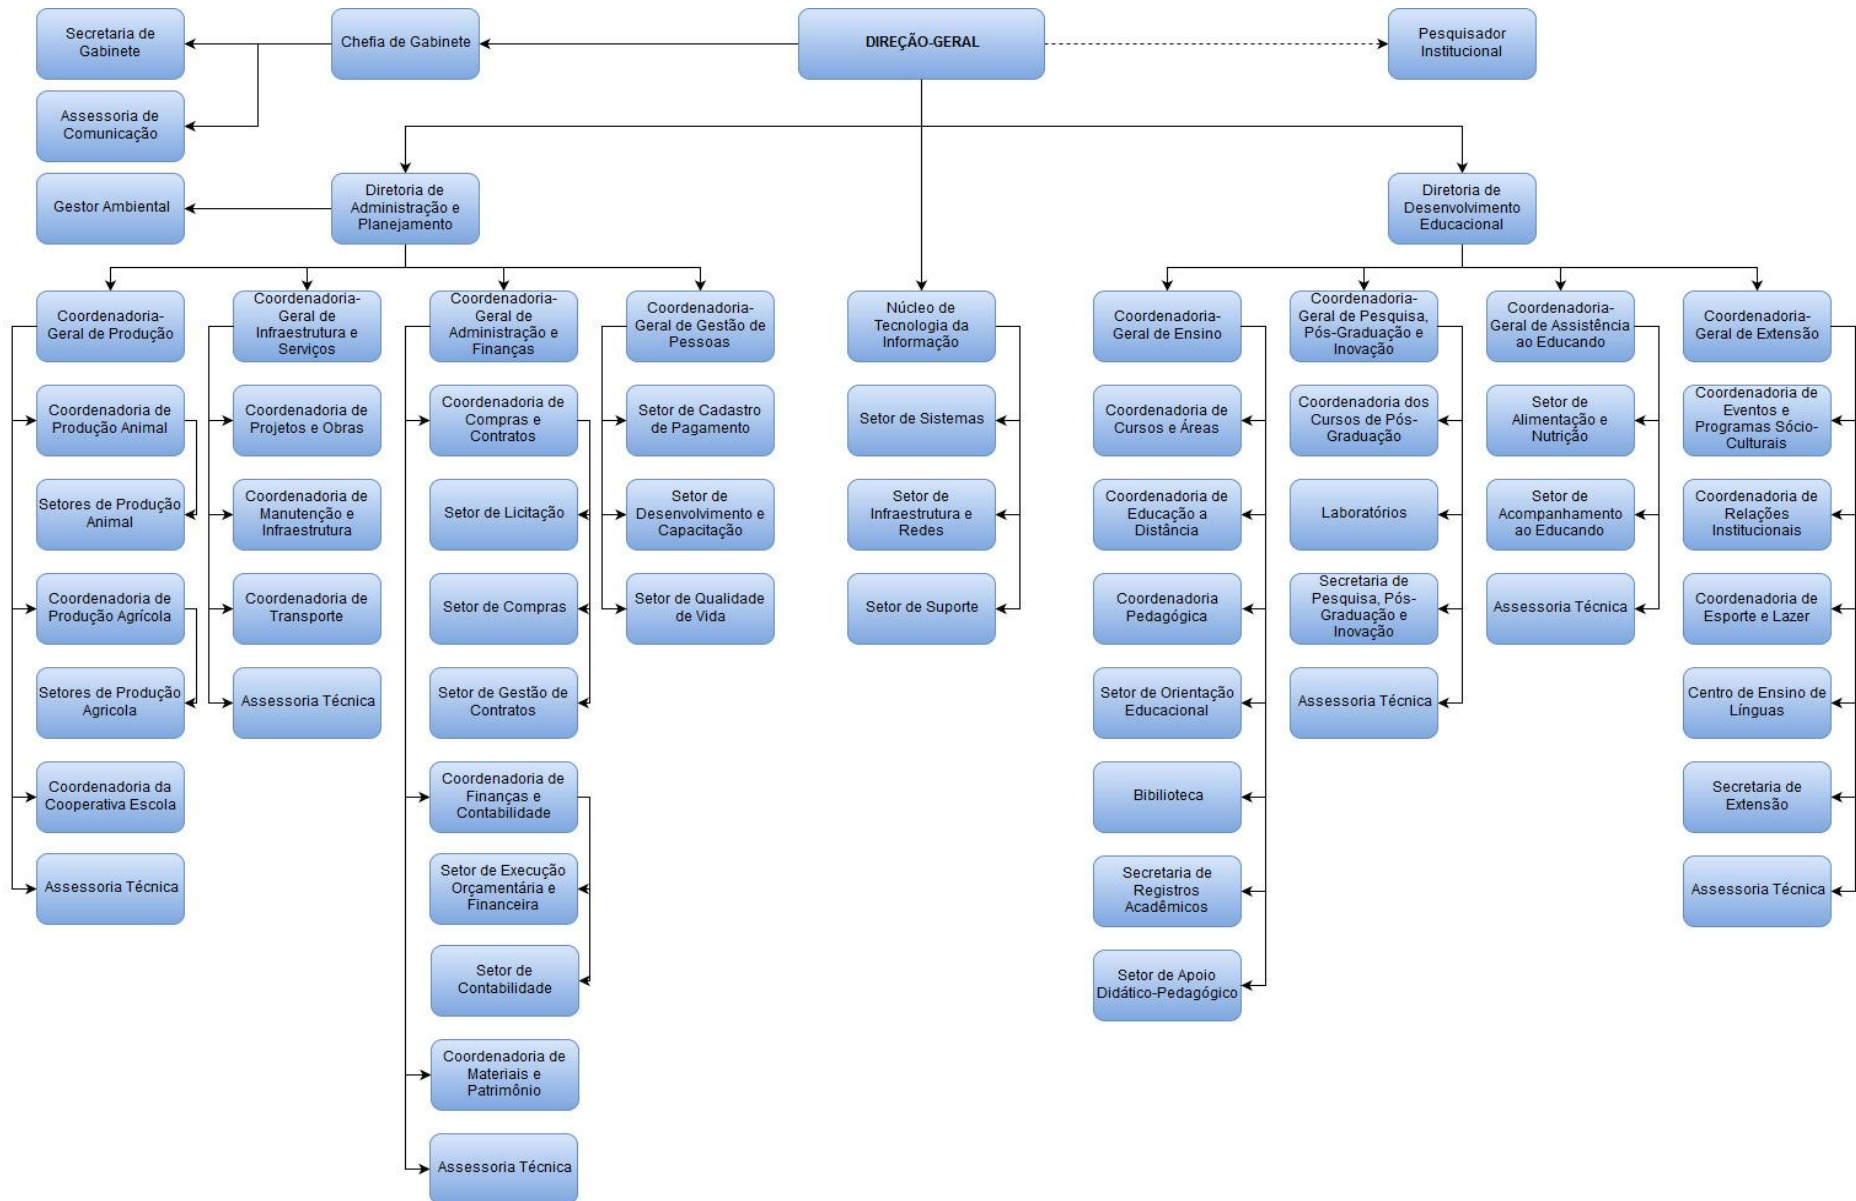 Secretaria de
Gabinete
Chefia de Gabinete
DIREÇÃO-GERAL
Pesquisador
Institucional
Assessoria de
Comunicação
Gestor Ambiental
Diretoria de
Administração e
Planejamento
Diretoria de
Desenvolvimento
Educacional
Coordenadoria-
Geral de Produção
Coordenadoria de
Produção Animal
Setores de Produção
Animal
Coordenadoria de
Produção Agrícola
Setores de Produção
Agricola
Coordenadoria da
Cooperativa Escola
Assessoria Técnica
Coordenadoria-
Geral de
Infraestrutura e
Serviços
Coordenadoria de
Projetos e Obras
Coordenadoria de
Manutenção e
Infraestrutura
Coordenadoria de
Transporte
Assessoria Técnica
Coordenadoria-
Geral de
Administração e
Finanças
Coordenadoria de
Compras e
Contratos
Setor de Licitação
Setor de Compras
Setor de Gestão de
Contratos
Coordenadoria de
Finanças e
Contabilidade
Setor de Execução
Orçamentária e
Financeira
Setor de
Contabilidade
Coordenadoria de
Materiais e
Patrimônio
Assessoria Técnica
Coordenadoria-
Geral de Gestão de
Pessoas
Setor de Cadastro
de Pagamento
Setor de
Desenvolvimento e
Capacitação
Setor de Qualidade
de Vida
Núcleo de
Tecnologia da
Informação
Setor de Sistemas
Setor de
Infraestrutura e
Redes
Setor de Suporte
Coordenadoria-
Geral de Ensino
Coordenadoria de
Cursos e Áreas
Coordenadoria de
Educação a
Distância
Coordenadoria
Pedagógica
Setor de Orientação
Educacional
Bibilioteca
Secretaria de
Registros
Acadêmicos
Setor de Apoio
Didático-Pedagógico
Coordenadoria-
Geral de Pesquisa,
Pós-Graduação e
Inovação
Coordenadoria dos
Cursos de Pós-
Graduação
Laboratórios
Secretaria de
Pesquisa, Pós-
Graduação e
Inovação
Assessoria Técnica
Coordenadoria-
Geral de Assistência
ao Educando
Setor de
Alimentação e
Nutrição
Setor de
Acompanhamento
ao Educando
Assessoria Técnica
Coordenadoria-
Geral de Extensão
Coordenadoria de
Eventos e
Programas Sócio-
Culturais
Coordenadoria de
Relações
Institucionais
Coordenadoria de
Esporte e Lazer
Centro de Ensino de
Línguas
Secretaria de
Extensão
Assessoria Técnica